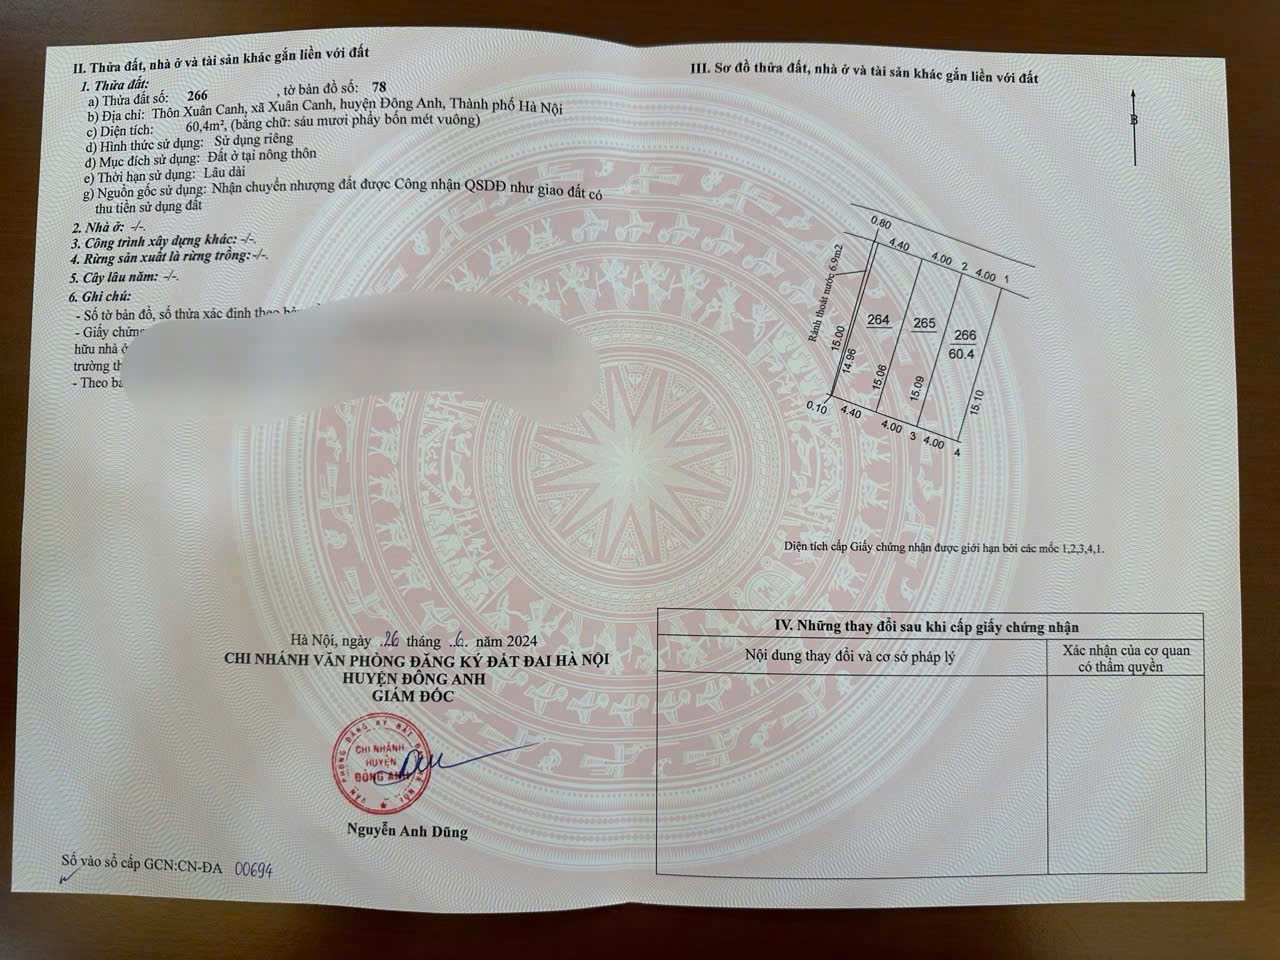 II. Thửa đất, nhà ở và tài sản khác gắn liền với đất
1. Thửa đất:
a) Thửa đất số: 266 , tờ bản đồ số: 78
b) Địa chỉ: Thôn Xuân Canh, xã Xuân Canh, huyện Đông Anh, Thành phố Hà Nội
c) Diện tích: 60,4m², (bằng chữ: sáu mươi phẩy bốn mét vuông)
d) Hình thức sử dụng: Sử dụng riêng
đ) Mục đích sử dụng: Đất ở tại nông thôn
e) Thời hạn sử dụng: Lâu dài
g) Nguồn gốc sử dụng: Nhận chuyển nhượng đất được Công nhận QSDĐ như giao đất có
thu tiền sử dụng đất
2. Nhà ở: -/-.
3. Công trình xây dựng khác: -/-.
4. Rừng sản xuất là rừng trồng: -/-.
5. Cây lâu năm: -/-.
6. Ghi chú:
- Số tờ bản đồ, số thửa xác định theo
- Giấy chứng
hữu nhà ở
trường
- Theo
Hà Nội, ngày 26 tháng 6 năm 2024
CHI NHÁNH VĂN PHÒNG ĐĂNG KÝ ĐẤT ĐAI HÀ NỘI
HUYỆN ĐÔNG ANH
GIÁM ĐỐC
VĂN PHÒNG ĐĂNG KÝ ĐẤT ĐAI HÀ NỘI
CHI NHÁNH
HUYỆN
ĐÔNG ANH
Nguyễn Anh Dũng
Số vào sổ cấp GCN:CN-ĐA 00694
III. Sơ đồ thửa đất, nhà ở và tài sản khác gắn liền với đất
B
0.80
4.40
4.00
2
4.00
1
Rãnh thoát nước 6.9m2
15.00
14.96
264
15.06
265
15.09
266
60.4
15.10
0.10
4.40
4.00
3
4.00
4
Diện tích cấp Giấy chứng nhận được giới hạn bởi các mốc 1,2,3,4,1.
IV. Những thay đổi sau khi cấp giấy chứng nhận
Nội dung thay đổi và cơ sở pháp lý
Xác nhận của cơ quan
có thẩm quyền